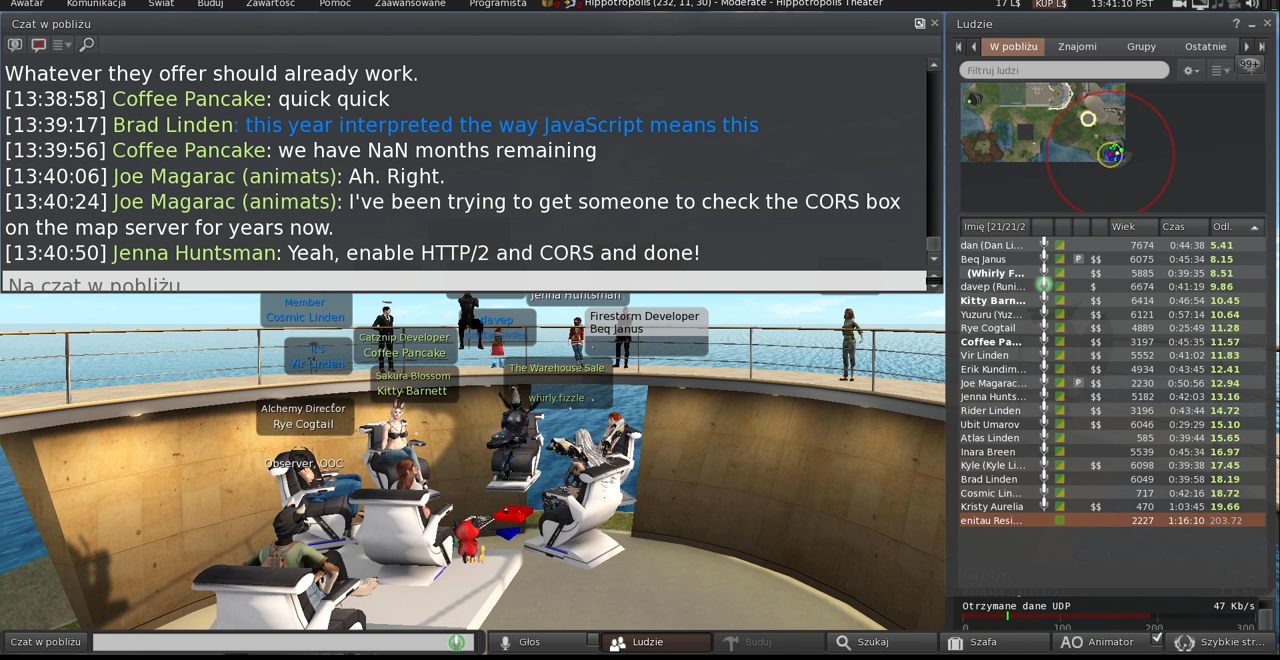 Awatar Komunikacja Świat Buduj Zawartość Pomoc Zaawansowane Programista Hippotropolis (232, 11, 30) - Moderate - Hippotropolis Theater 17 L$ KUP L$ 13:41:10 PST
Czat w pobliżu
Whatever they offer should already work.
[13:38:58] Coffee Pancake: quick quick
[13:39:17] Brad Linden: this year interpreted the way JavaScript means this
[13:39:56] Coffee Pancake: we have NaN months remaining
[13:40:06] Joe Magarac (animats): Ah. Right.
[13:40:24] Joe Magarac (animats): I've been trying to get someone to check the CORS box
on the map server for years now.
[13:40:50] Jenna Huntsman: Yeah, enable HTTP/2 and CORS and done!
Na czat w pobliżu
Jenna Huntsman
Member
Cosmic Linden
davep
Firestorm Developer
Beq Janus
It's
Vir Linden
Catznip Developer
Coffee Pancake
Sakura Blossom
Kitty Barnett
The Warehouse Sale
whirly.fizzle
Alchemy Director
Rye Cogtail
Observer, OOC
Ludzie
W pobliżu Znajomi Grupy Ostatnie
Filtruj ludzi 99+
Imię [21/21/2 Wiek Czas Odl.
dan (Dan Li... 7674 0:44:38 5.41
Beq Janus P $$ 6075 0:45:34 8.15
(Whirly F... $$ 5885 0:39:35 8.51
davep (Runi... $ 6674 0:41:19 9.86
Kitty Barn... $$ 6414 0:46:54 10.45
Yuzuru (Yuz... $$ 6121 0:57:14 10.64
Rye Cogtail $$ 4889 0:25:49 11.28
Coffee Pa... $$ 3197 0:45:35 11.57
Vir Linden $$ 5552 0:41:02 11.83
Erik Kundim... $$ 4934 0:43:45 12.41
Joe Magarac... P $$ 2230 0:50:56 12.94
Jenna Hunts... $$ 5182 0:42:03 13.16
Rider Linden $$ 3196 0:43:44 14.72
Ubit Umarov $$ 6046 0:29:29 15.10
Atlas Linden 585 0:39:44 15.65
Inara Breen 5539 0:45:34 16.97
Kyle (Kyle Li... $$ 6098 0:39:38 17.45
Brad Linden 6049 0:39:58 18.19
Cosmic Lin... 717 0:42:16 18.72
Kristy Aurelia $$ 470 1:03:45 19.66
enitau Resi... 2227 1:16:10 203.72
Otrzymane dane UDP 47 Kb/s
0 100 200 300
Czat w pobliżu Głos Ludzie Buduj Szukaj Szafa AO Animator Szybkie str...